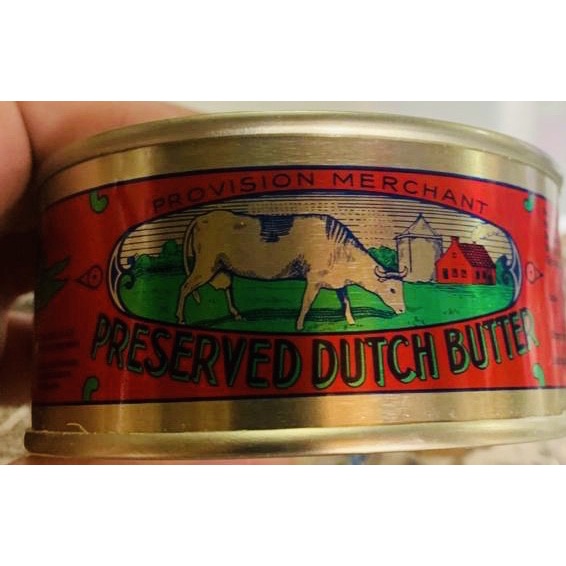 PROVISION MERCHANT
PRESERVED DUTCH BUTTER